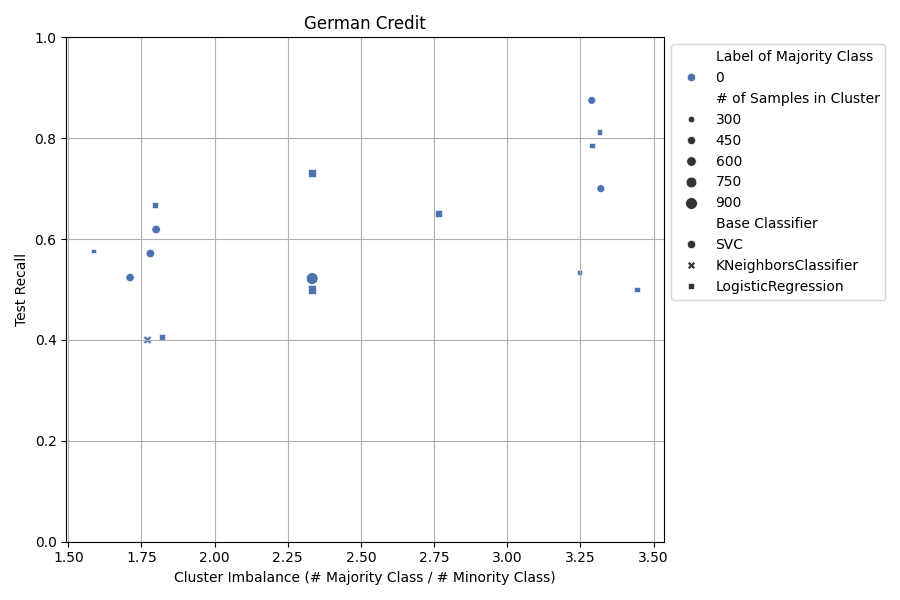 German Credit
1.0
0.8
0.6
0.4
0.2
0.0
Test Recall
1.50 1.75 2.00 2.25 2.50 2.75 3.00 3.25 3.50
Cluster Imbalance (# Majority Class / # Minority Class)
Label of Majority Class
0
# of Samples in Cluster
300
450
600
750
900
Base Classifier
SVC
KNeighborsClassifier
LogisticRegression